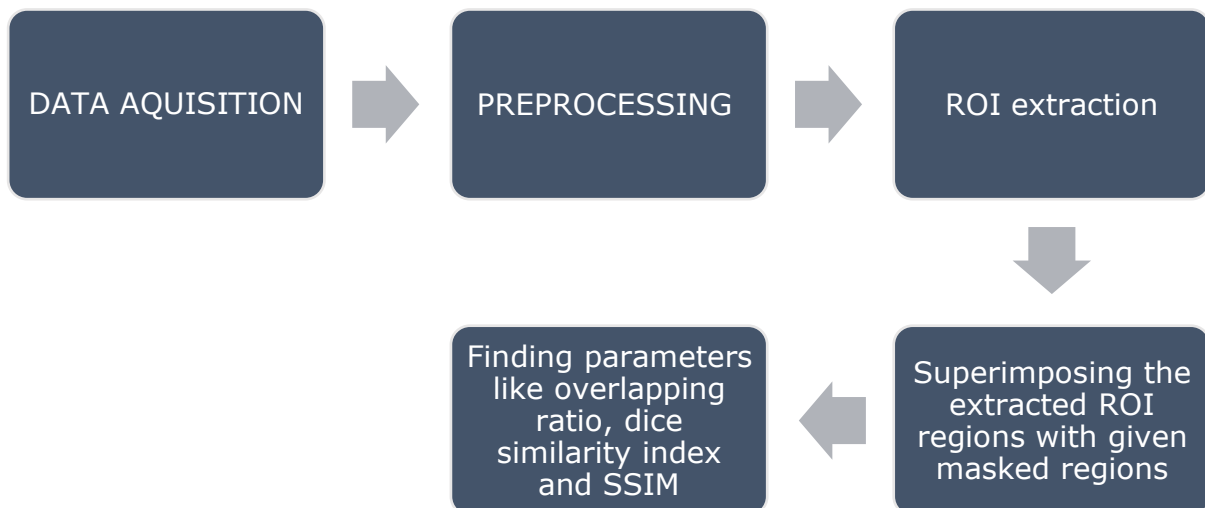 DATA AQUISITION
PREPROCESSING
ROI extraction
Superimposing the
extracted ROI
regions with given
masked regions
Finding parameters
like overlapping
ratio, dice
similarity index
and SSIM